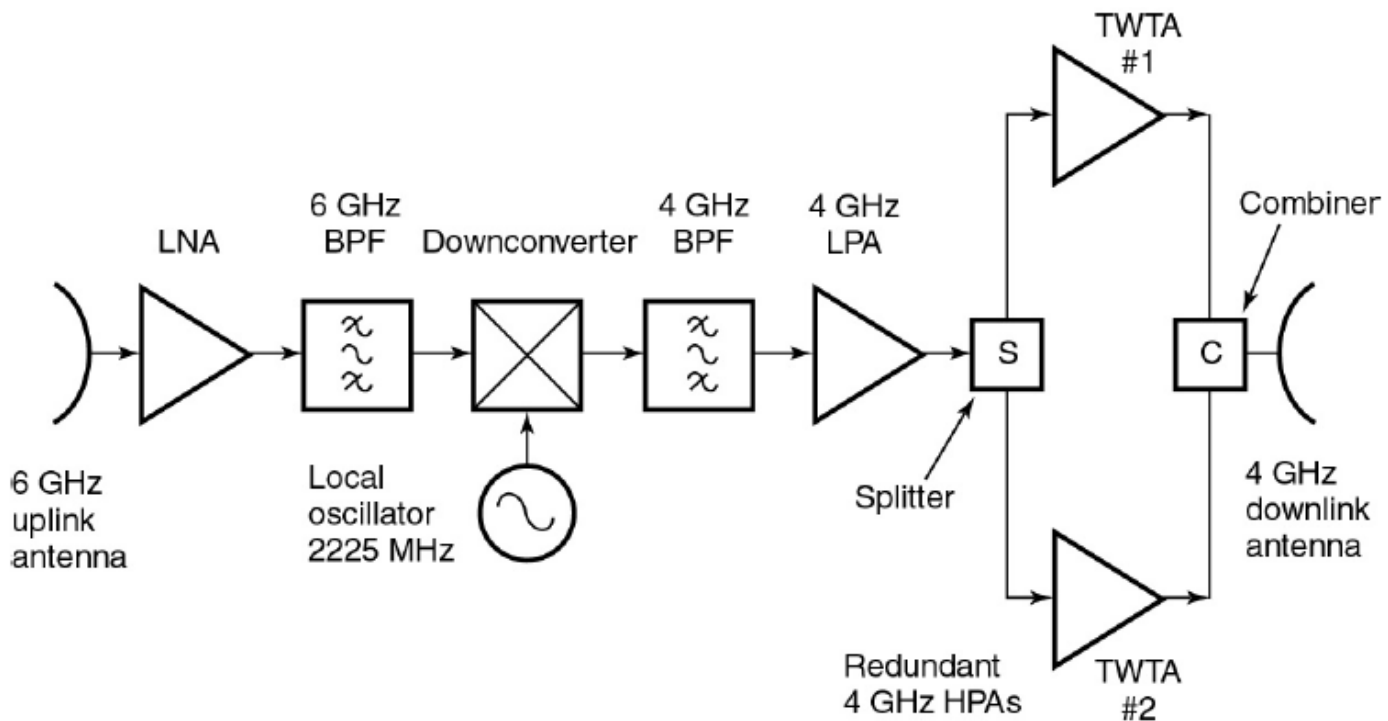 TWTA
#1
6 GHz
BPF
4 GHz
BPF
4 GHz
LPA
Combiner
LNA
Downconverter
S
C
6 GHz
uplink
antenna
Local
oscillator
2225 MHz
Splitter
4 GHz
downlink
antenna
Redundant
4 GHz HPAs
TWTA
#2